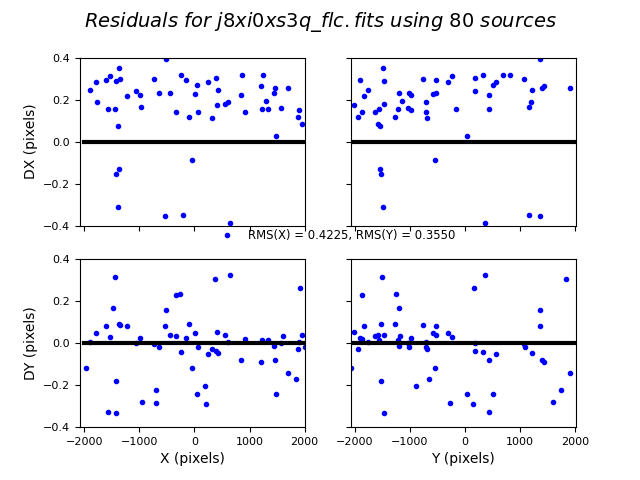 Residuals for j8xi0xs3q_flc.fits using 80 sources
DX (pixels)
0.4
0.2
0.0
−0.2
−0.4
RMS(X) = 0.4225, RMS(Y) = 0.3550
DY (pixels)
0.4
0.2
0.0
−0.2
−0.4
−2000 −1000 0 1000 2000
−2000 −1000 0 1000 2000
X (pixels)
Y (pixels)